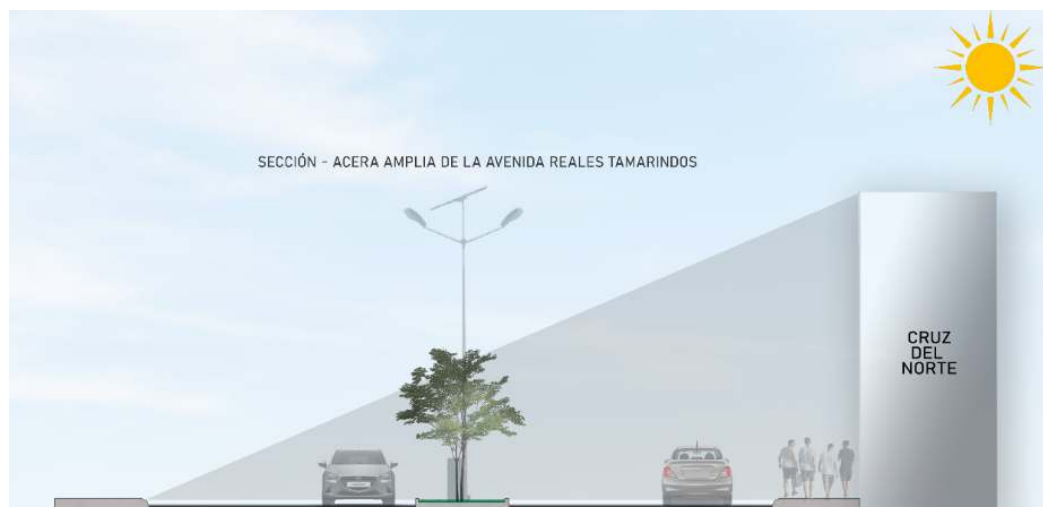 SECCIÓN - ACERA AMPLIA DE LA AVENIDA REALES TAMARINDOS
CRUZ
DEL
NORTE